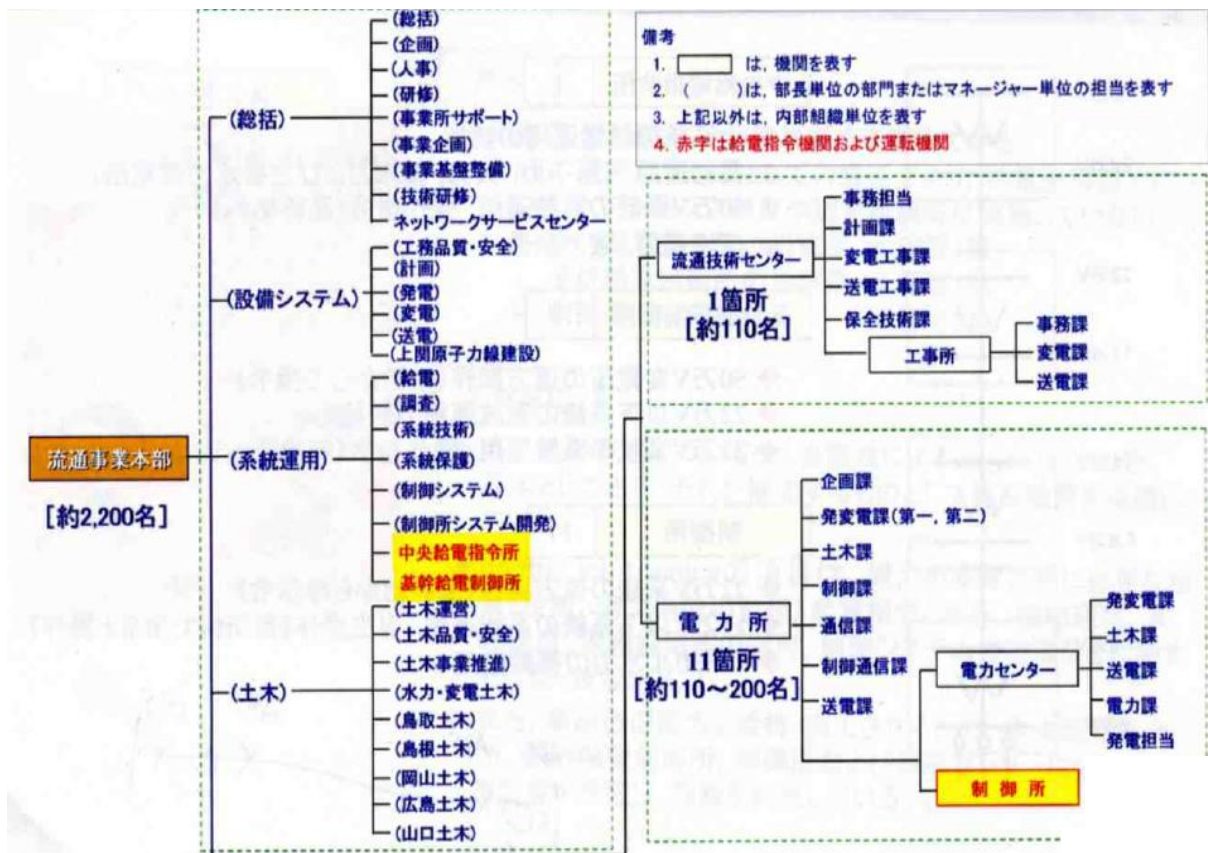 流通事業本部
[約2,200名]
(総括)
(総括)
(企画)
(人事)
(研修)
(事業所サポート)
(事業企画)
(事業基盤整備)
(技術研修)
ネットワークサービスセンター
(設備システム)
(工務品質・安全)
(計画)
(発電)
(変電)
(送電)
(上関原子力線建設)
(系統運用)
(給電)
(調査)
(系統技術)
(系統保護)
(制御システム)
(制御所システム開発)
中央給電指令所
基幹給電制御所
(土木)
(土木運営)
(土木品質・安全)
(土木事業推進)
(水力・変電土木)
(鳥取土木)
(島根土木)
(岡山土木)
(広島土木)
(山口土木)
備考
1. は，機関を表す
2. ( )は，部長単位の部門またはマネージャー単位の担当を表す
3. 上記以外は，内部組織単位を表す
4. 赤字は給電指令機関および運転機関
流通技術センター
1箇所
[約110名]
事務担当
計画課
変電工事課
送電工事課
保全技術課
工事所
事務課
変電課
送電課
電力所
11箇所
[約110～200名]
企画課
発変電課(第一，第二)
土木課
制御課
通信課
制御通信課
送電課
電力センター
発変電課
土木課
送電課
電力課
発電担当
制御所